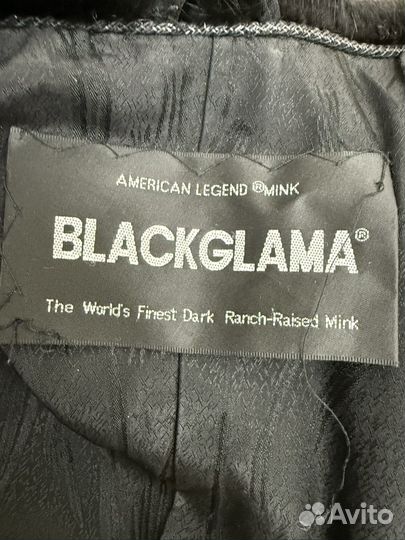 AMERICAN LEGEND ®MINK
BLACKGLAMA®
The World's Finest Dark Ranch-Raised Mink
Avito